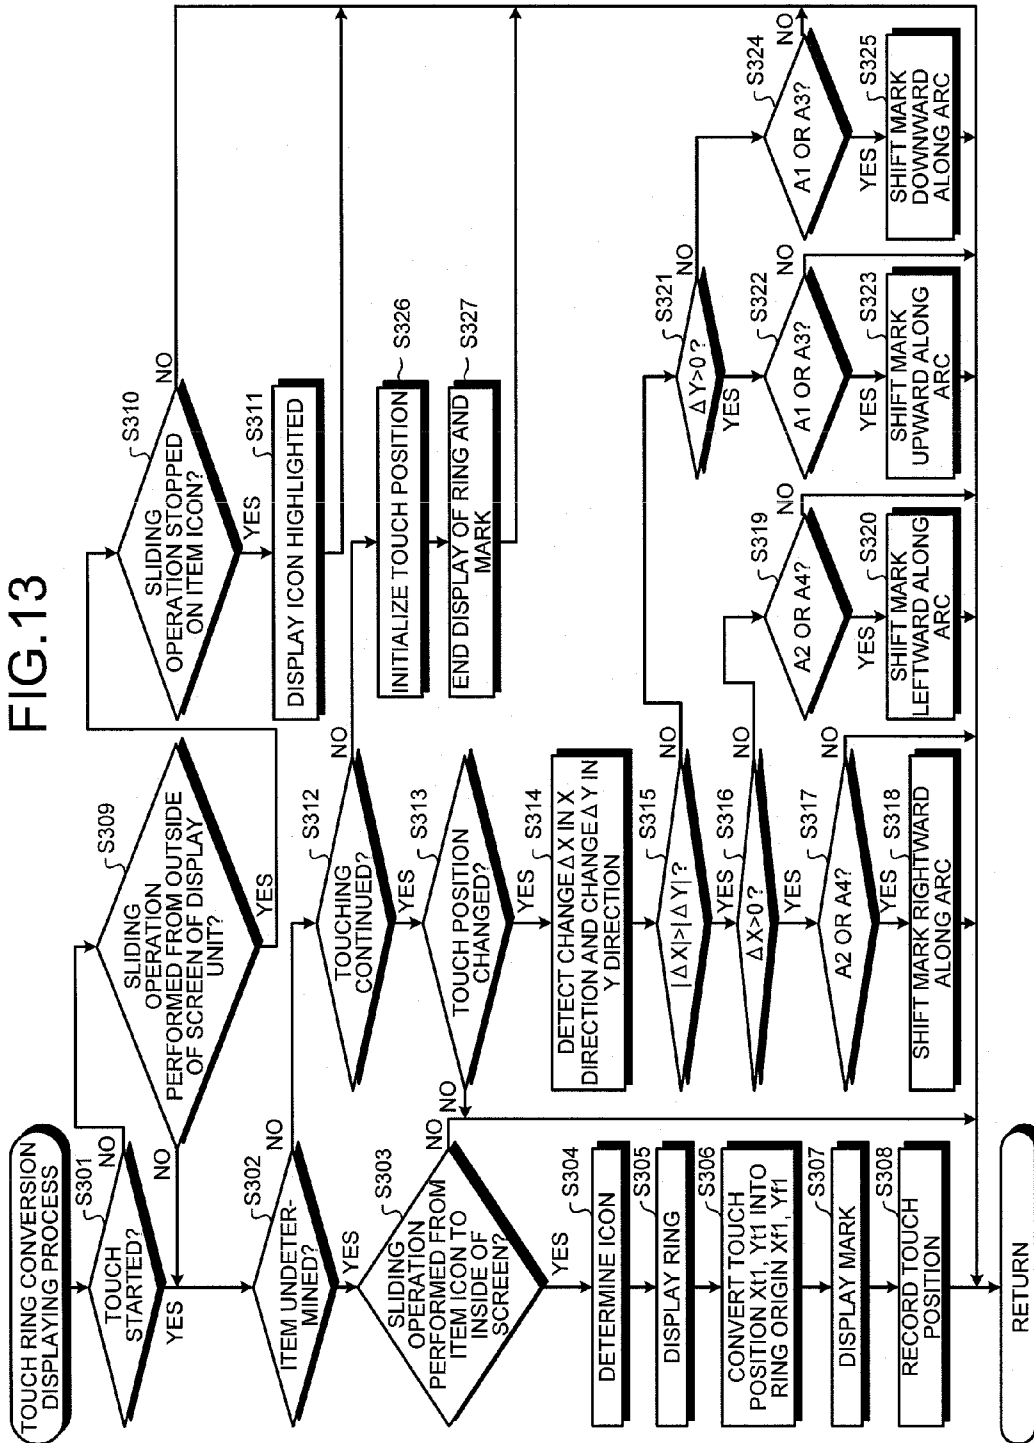 FIG.13
TOUCH RING CONVERSION
DISPLAYING PROCESS
S301
TOUCH
STARTED?
NO
YES
S302
ITEM UNDETER-
MINED?
NO
YES
S303
SLIDING
OPERATION
PERFORMED FROM
ITEM ICON TO
INSIDE OF
SCREEN?
NO
YES
S304
DETERMINE ICON
S305
DISPLAY RING
S306
CONVERT TOUCH
POSITION Xt1, Yt1 INTO
RING ORIGIN Xf1, Yf1
S307
DISPLAY MARK
S308
RECORD TOUCH
POSITION
RETURN
S309
SLIDING
OPERATION
PERFORMED FROM OUTSIDE
OF SCREEN OF DISPLAY
UNIT?
NO
YES
S310
SLIDING
OPERATION STOPPED
ON ITEM ICON?
NO
YES
S311
DISPLAY ICON HIGHLIGHTED
S312
TOUCHING
CONTINUED?
NO
YES
S313
TOUCH POSITION
CHANGED?
NO
YES
S314
DETECT CHANGE ΔX IN X
DIRECTION AND CHANGE ΔY IN
Y DIRECTION
S315
|ΔX|>|ΔY|?
NO
YES
S316
ΔX>0?
NO
YES
S317
A2 OR A4?
NO
YES
S318
SHIFT MARK RIGHTWARD
ALONG ARC
S319
A2 OR A4?
NO
YES
S320
SHIFT MARK
LEFTWARD ALONG
ARC
S321
ΔY>0?
NO
YES
S322
A1 OR A3?
NO
YES
S323
SHIFT MARK
UPWARD ALONG
ARC
S324
A1 OR A3?
NO
YES
S325
SHIFT MARK
DOWNWARD
ALONG ARC
S326
INITIALIZE TOUCH POSITION
S327
END DISPLAY OF RING AND
MARK